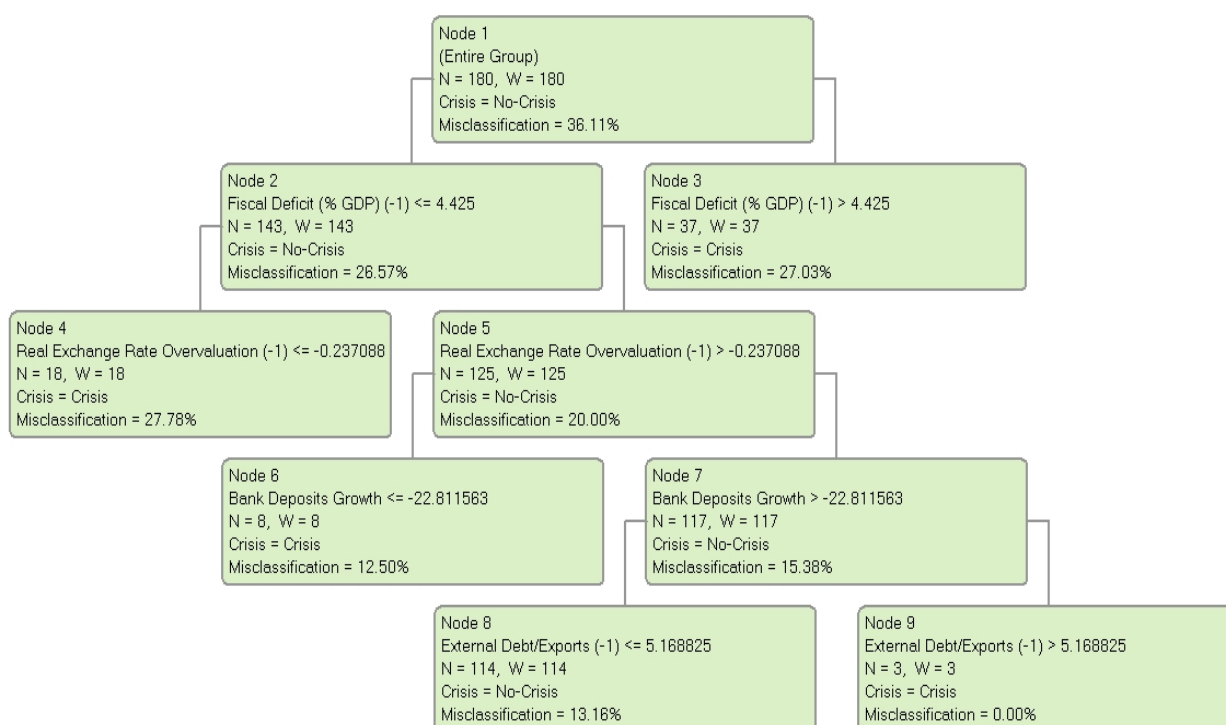 Node 1
(Entire Group)
N = 180, W = 180
Crisis = No-Crisis
Misclassification = 36.11%
Node 2
Fiscal Deficit (% GDP) (-1) <= 4.425
N = 143, W = 143
Crisis = No-Crisis
Misclassification = 26.57%
Node 3
Fiscal Deficit (% GDP) (-1) > 4.425
N = 37, W = 37
Crisis = Crisis
Misclassification = 27.03%
Node 4
Real Exchange Rate Overvaluation (-1) <= -0.237088
N = 18, W = 18
Crisis = Crisis
Misclassification = 27.78%
Node 5
Real Exchange Rate Overvaluation (-1) > -0.237088
N = 125, W = 125
Crisis = No-Crisis
Misclassification = 20.00%
Node 6
Bank Deposits Growth <= -22.811563
N = 8, W = 8
Crisis = Crisis
Misclassification = 12.50%
Node 7
Bank Deposits Growth > -22.811563
N = 117, W = 117
Crisis = No-Crisis
Misclassification = 15.38%
Node 8
External Debt/Exports (-1) <= 5.168825
N = 114, W = 114
Crisis = No-Crisis
Misclassification = 13.16%
Node 9
External Debt/Exports (-1) > 5.168825
N = 3, W = 3
Crisis = Crisis
Misclassification = 0.00%